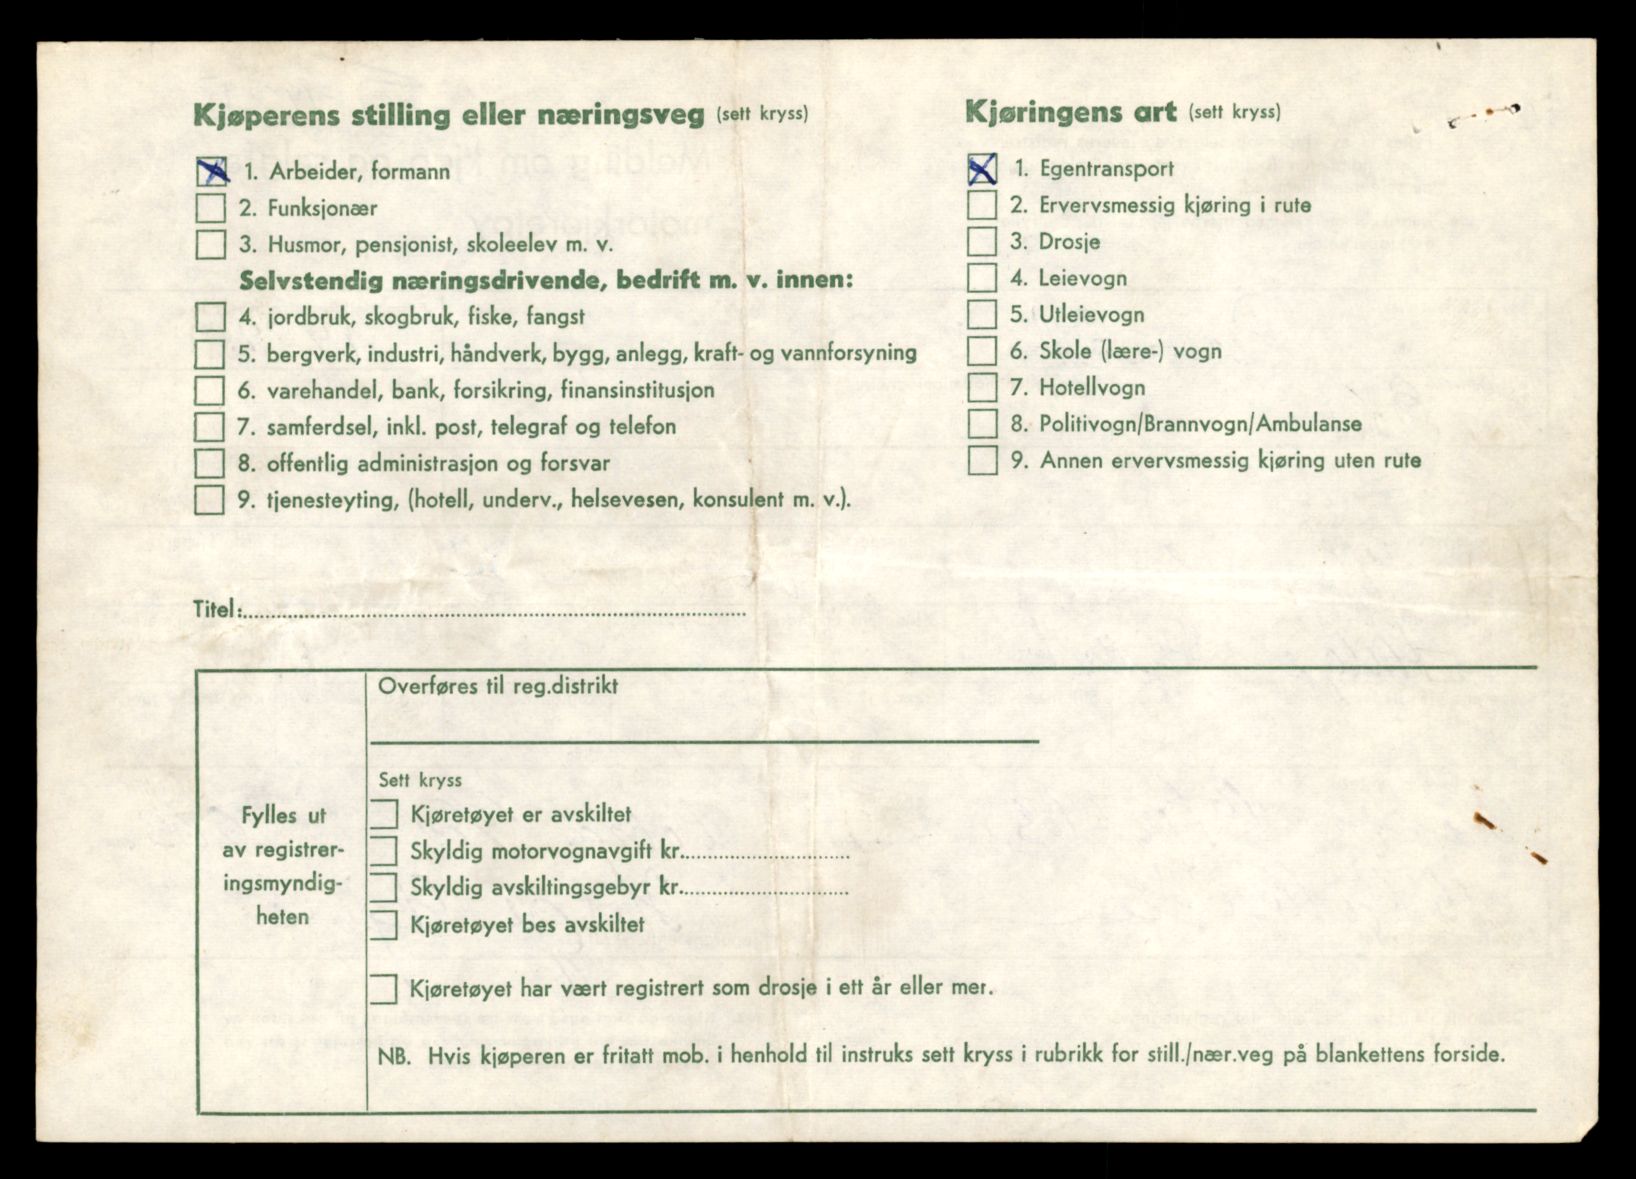 Kjøperens stilling eller næringsveg (sett kryss)
1. Arbeider, formann
2. Funksjonær
3. Husmor, pensjonist, skoleelev m. v.
Selvstendig næringsdrivende, bedrift m. v. innen:
4. jordbruk, skogbruk, fiske, fangst
5. bergverk, industri, håndverk, bygg, anlegg, kraft- og vannforsyning
6. varehandel, bank, forsikring, finansinstitusjon
7. samferdsel, inkl. post, telegraf og telefon
8. offentlig administrasjon og forsvar
9. tjenesteyting, (hotell, underv., helsevesen, konsulent m. v.).
Kjøringens art (sett kryss)
1. Egentransport
2. Ervervsmessig kjøring i rute
3. Drosje
4. Leievogn
5. Utleievogn
6. Skole (lære-) vogn
7. Hotellvogn
8. Politivogn/Brannvogn/Ambulanse
9. Annen ervervsmessig kjøring uten rute
Titel:
Fylles ut
av registrer-
ingsmyndig-
heten
Overføres til reg.distrikt
Sett kryss
Kjøretøyet er avskiltet
Skyldig motorvognavgift kr.
Skyldig avskiltingsgebyr kr.
Kjøretøyet bes avskiltet
Kjøretøyet har vært registrert som drosje i ett år eller mer.
NB. Hvis kjøperen er fritatt mob. i henhold til instruks sett kryss i rubrikk for still./nær.veg på blankettens forside.